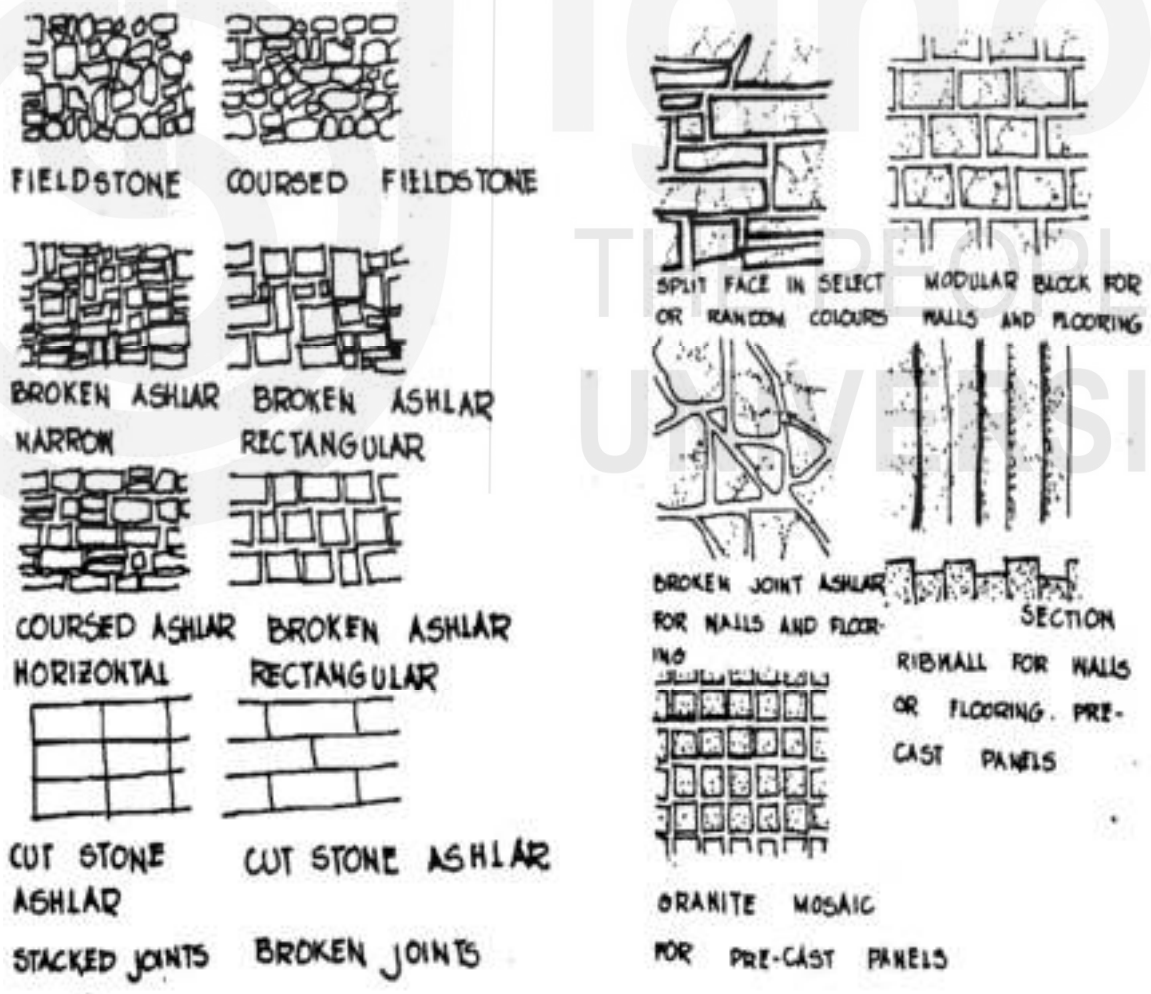 FIELDSTONE
COURSED FIELDSTONE
BROKEN ASHLAR
NARROW
BROKEN ASHLAR
RECTANGULAR
COURSED ASHLAR
HORIZONTAL
BROKEN ASHLAR
RECTANGULAR
CUT STONE
ASHLAR
STACKED JOINTS
CUT STONE ASHLAR
BROKEN JOINTS
SPLIT FACE IN SELECT
OR RANDOM COLOURS
MODULAR BLOCK FOR
WALLS AND FLOORING
BROKEN JOINT ASHLAR
FOR WALLS AND FLOOR-
ING
SECTION
RIBWALL FOR WALLS
OR FLOORING. PRE-
CAST PANELS
GRANITE MOSAIC
FOR PRE-CAST PANELS
THE PEOPL
UNIVERSI